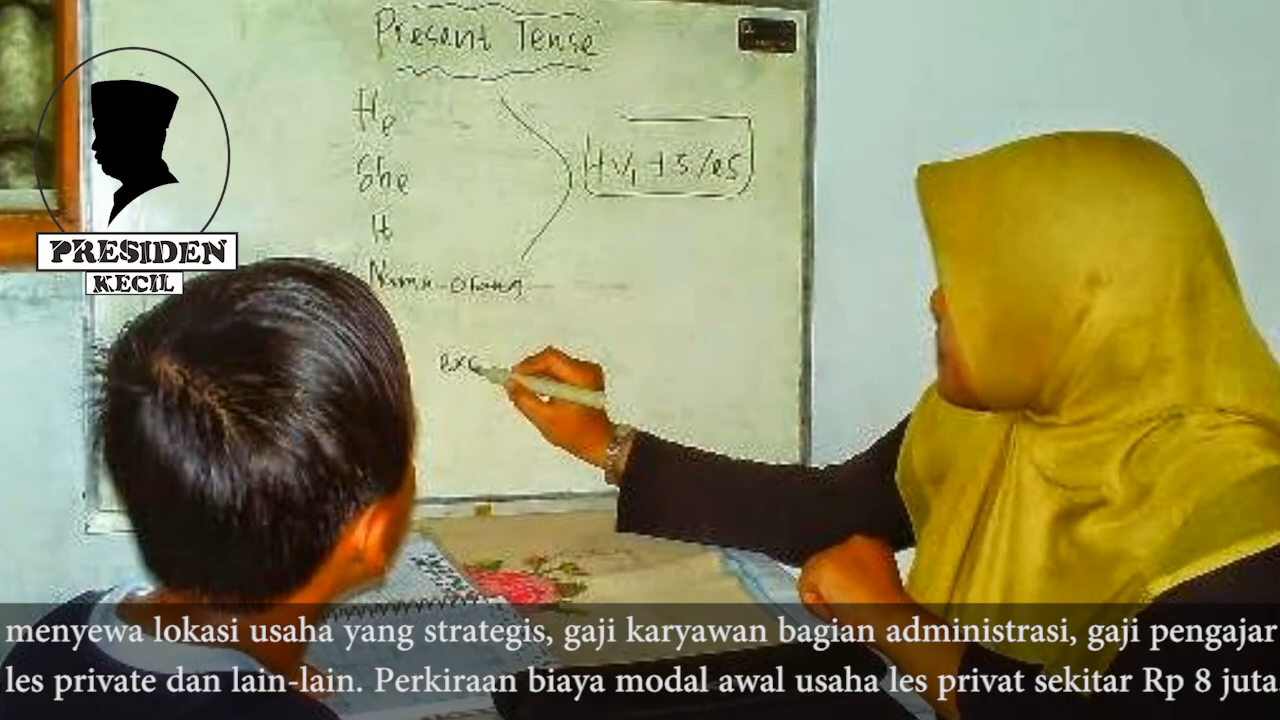 Presant Tense
He
She
It
Nama orang
+ V1 + S/es
exc
PRESIDEN
KECIL
menyewa lokasi usaha yang strategis, gaji karyawan bagian administrasi, gaji pengajar
les private dan lain-lain. Perkiraan biaya modal awal usaha les privat sekitar Rp 8 juta